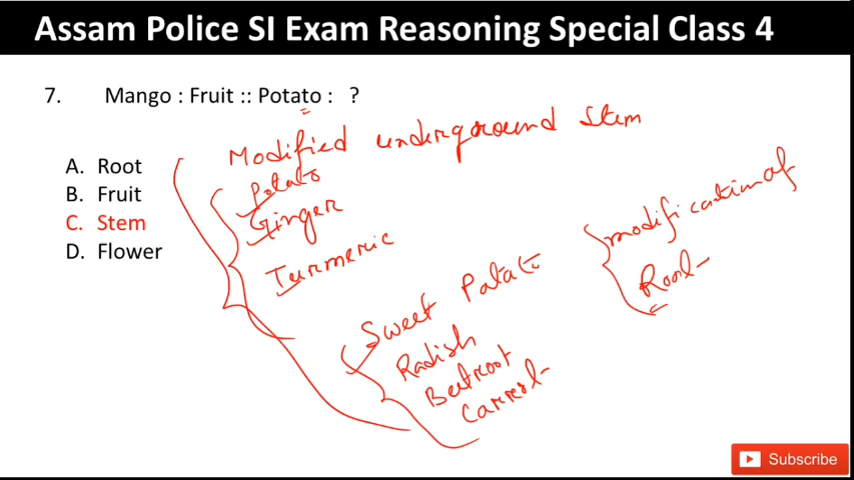 Assam Police SI Exam Reasoning Special Class 4
7. Mango : Fruit :: Potato : ?
Modified underground stem
A. Root
B. Fruit
C. Stem
D. Flower
Potato
Ginger
Turmeric
modification of
Root
Sweet Potato
Radish
Beetroot
Carrot
Subscribe